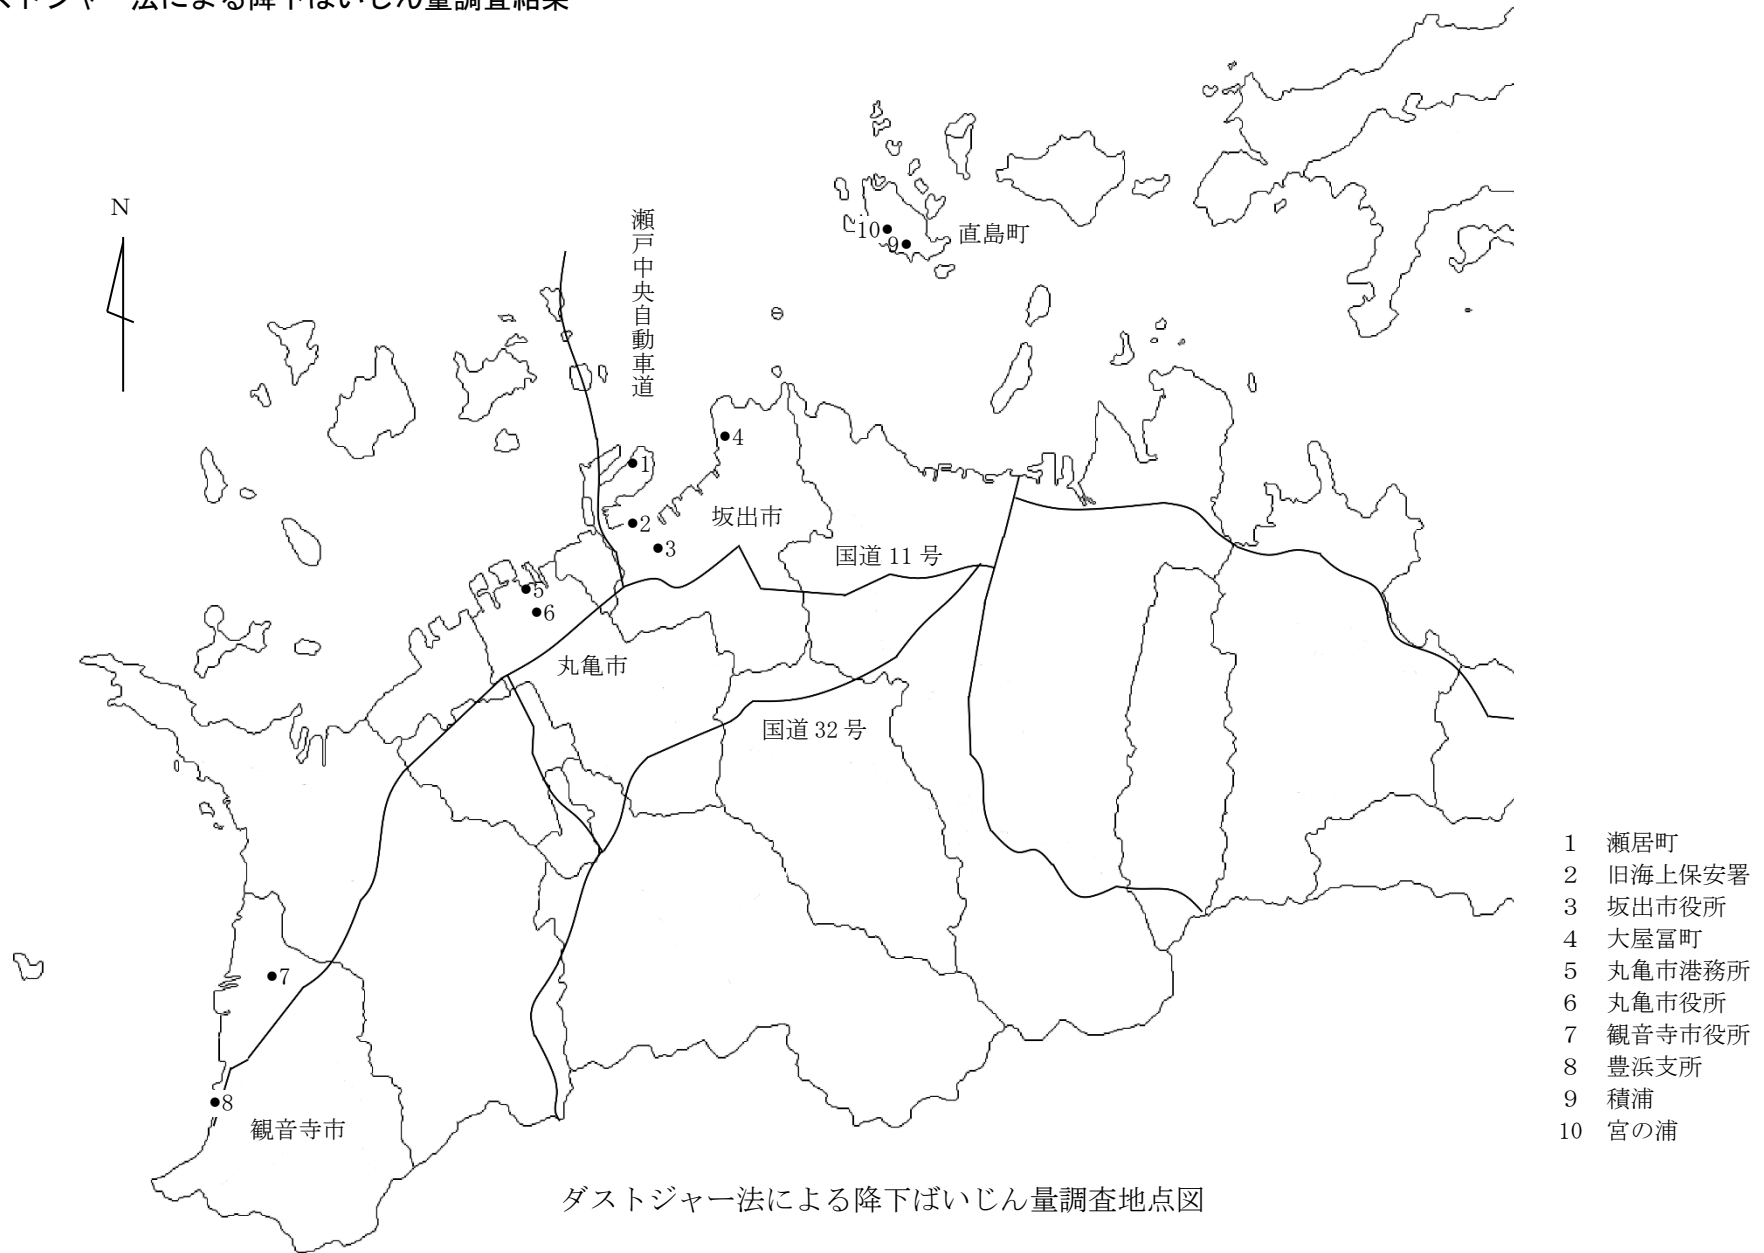 ストジャー法による降下ばいじん量調査結果
N
瀬戸中央自動車道
10
9
直島町
4
1
2
坂出市
3
国道 11 号
5
6
丸亀市
国道 32 号
7
8
観音寺市
1 瀬居町
2 旧海上保安署
3 坂出市役所
4 大屋冨町
5 丸亀市港務所
6 丸亀市役所
7 観音寺市役所
8 豊浜支所
9 積浦
10 宮の浦
ダストジャー法による降下ばいじん量調査地点図